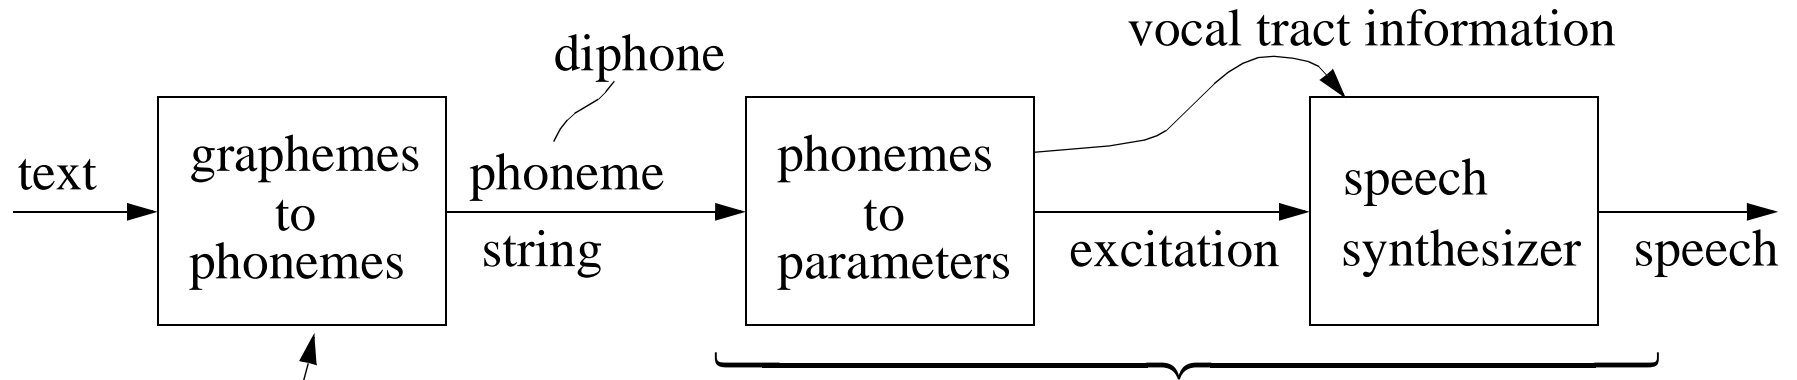 vocal tract information
diphone
text
graphemes
to
phonemes
phoneme
string
phonemes
to
parameters
excitation
speech
synthesizer
speech